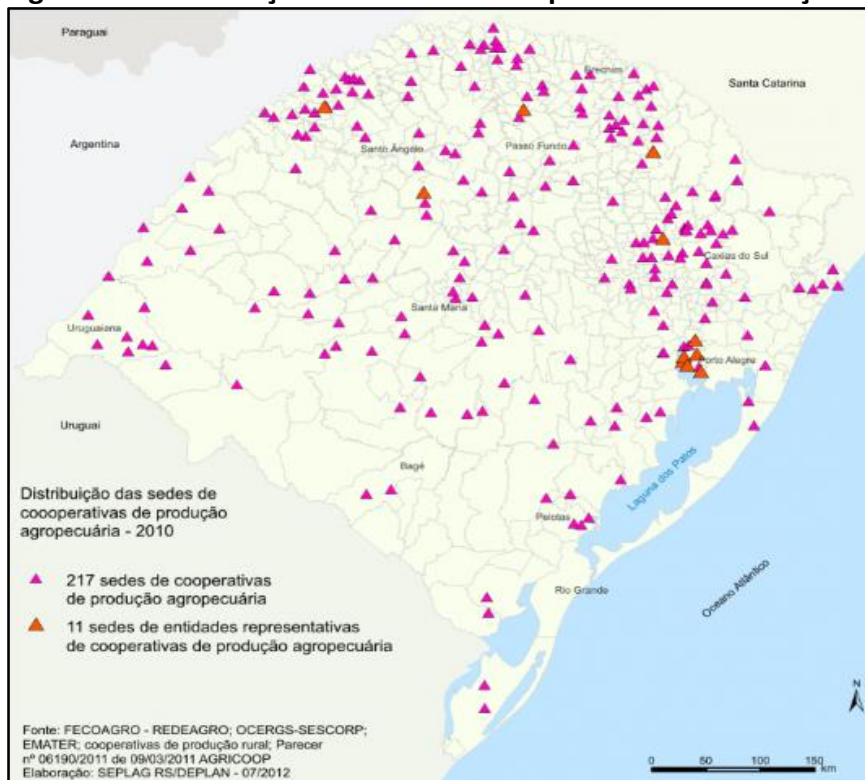 Paraguai
Santa Catarina
Erechim
Argentina
Santo Ângelo
Passo Fundo
Caxias do Sul
Santa Maria
Uruguaiana
Porto Alegre
Uruguai
Bagé
Laguna dos Patos
Pelotas
Rio Grande
Oceano Atlântico
Distribuição das sedes de
coooperativas de produção
agropecuária - 2010
217 sedes de cooperativas
de produção agropecuária
11 sedes de entidades representativas
de cooperativas de produção agropecuária
Fonte: FECOAGRO - REDEAGRO; OCERGS-SESCORP;
EMATER; cooperativas de produção rural; Parecer
nº 06190/2011 de 09/03/2011 AGRICOOP
Elaboração: SEPLAG RS/DEPLAN - 07/2012
N
0 50 100 150
km